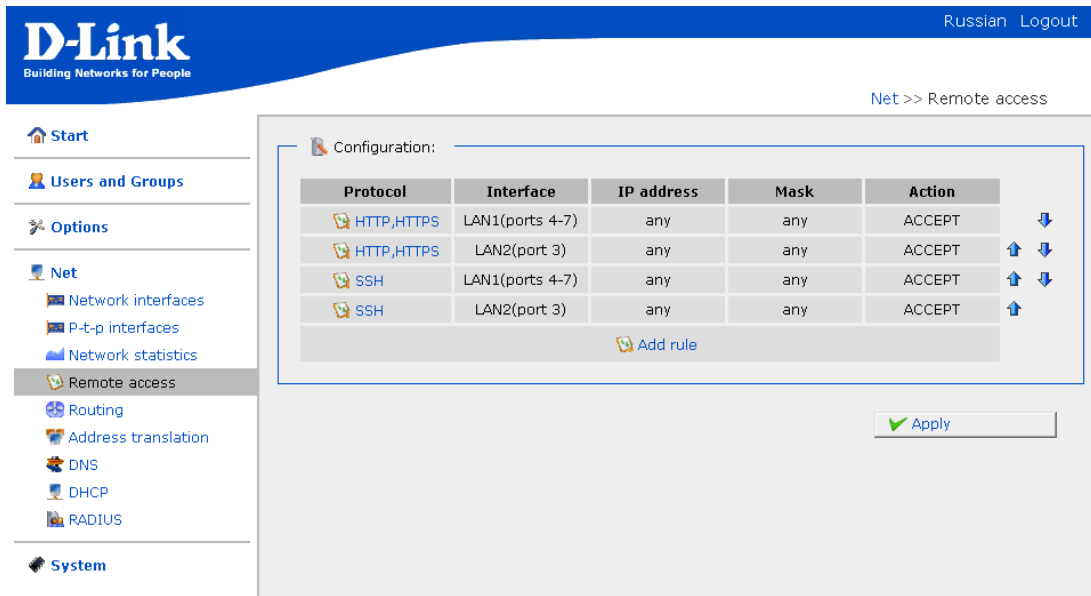 Russian Logout
D-Link
Building Networks for People
Net >> Remote access
Start
Users and Groups
Options
Net
Network interfaces
P-t-p interfaces
Network statistics
Remote access
Routing
Address translation
DNS
DHCP
RADIUS
System
Configuration:
Protocol Interface IP address Mask Action
HTTP,HTTPS LAN1(ports 4-7) any any ACCEPT
HTTP,HTTPS LAN2(port 3) any any ACCEPT
SSH LAN1(ports 4-7) any any ACCEPT
SSH LAN2(port 3) any any ACCEPT
Add rule
Apply